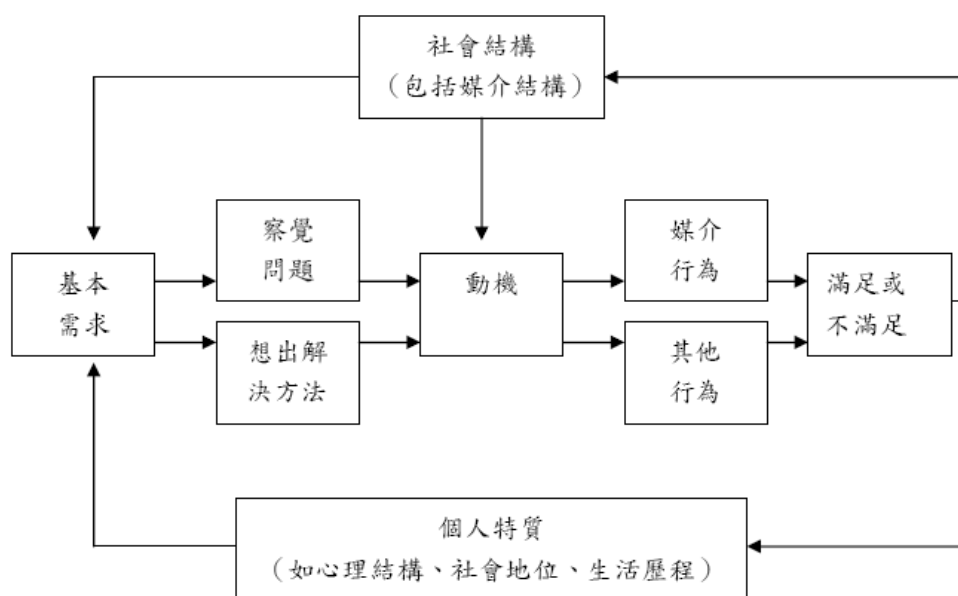 社會結構
（包括媒介結構）
察覺
問題
媒介
行為
基本
需求
動機
滿足或
不滿足
想出解
決方法
其他
行為
個人特質
（如心理結構、社會地位、生活歷程）